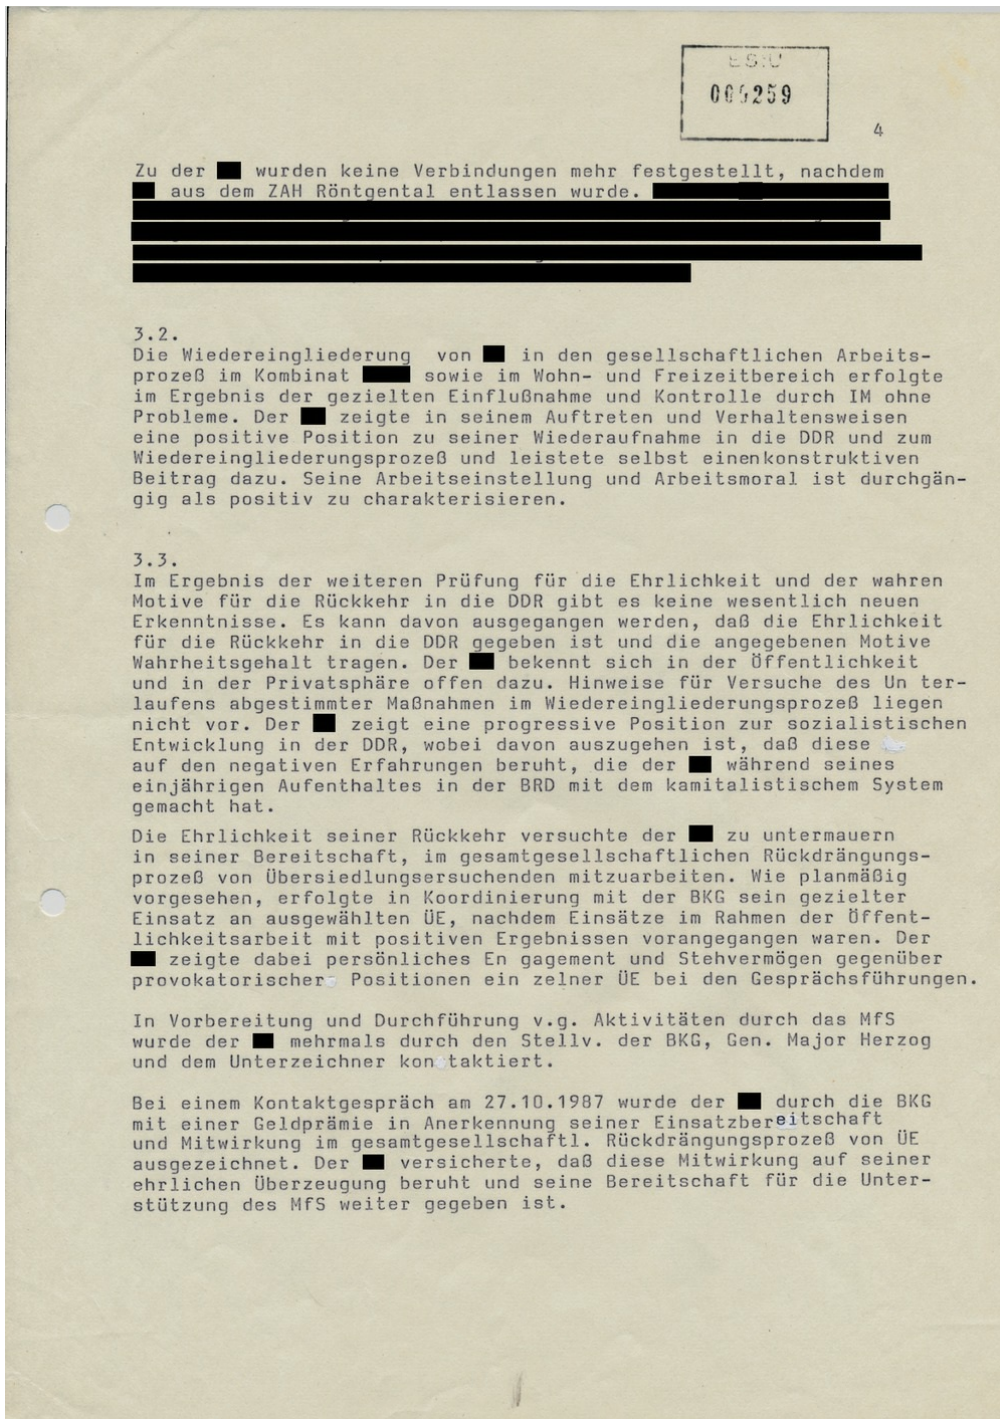 BStU
000259
4
Zu der wurden keine Verbindungen mehr festgestellt, nachdem
aus dem ZAH Röntgental entlassen wurde.
3.2.
Die Wiedereingliederung von in den gesellschaftlichen Arbeits-
prozeß im Kombinat sowie im Wohn- und Freizeitbereich erfolgte
im Ergebnis der gezielten Einflußnahme und Kontrolle durch IM ohne
Probleme. Der zeigte in seinem Auftreten und Verhaltensweisen
eine positive Position zu seiner Wiederaufnahme in die DDR und zum
Wiedereingliederungsprozeß und leistete selbst einenkonstruktiven
Beitrag dazu. Seine Arbeitseinstellung und Arbeitsmoral ist durchgän-
gig als positiv zu charakterisieren.
3.3.
Im Ergebnis der weiteren Prüfung für die Ehrlichkeit und der wahren
Motive für die Rückkehr in die DDR gibt es keine wesentlich neuen
Erkenntnisse. Es kann davon ausgegangen werden, daß die Ehrlichkeit
für die Rückkehr in die DDR gegeben ist und die angegebenen Motive
Wahrheitsgehalt tragen. Der bekennt sich in der Öffentlichkeit
und in der Privatsphäre offen dazu. Hinweise für Versuche des Un ter-
laufens abgestimmter Maßnahmen im Wiedereingliederungsprozeß liegen
nicht vor. Der zeigt eine progressive Position zur sozialistischen
Entwicklung in der DDR, wobei davon auszugehen ist, daß diese
auf den negativen Erfahrungen beruht, die der während seines
einjährigen Aufenthaltes in der BRD mit dem kamitalistischem System
gemacht hat.
Die Ehrlichkeit seiner Rückkehr versuchte der zu untermauern
in seiner Bereitschaft, im gesamtgesellschaftlichen Rückdrängungs-
prozeß von Übersiedlungsersuchenden mitzuarbeiten. Wie planmäßig
vorgesehen, erfolgte in Koordinierung mit der BKG sein gezielter
Einsatz an ausgewählten ÜE, nachdem Einsätze im Rahmen der Öffent-
lichkeitsarbeit mit positiven Ergebnissen vorangegangen waren. Der
zeigte dabei persönliches En gagement und Stehvermögen gegenüber
provokatorischer Positionen ein zelner ÜE bei den Gesprächsführungen.
In Vorbereitung und Durchführung v.g. Aktivitäten durch das MfS
wurde der mehrmals durch den Stellv. der BKG, Gen. Major Herzog
und dem Unterzeichner kon taktiert.
Bei einem Kontaktgespräch am 27.10.1987 wurde der durch die BKG
mit einer Geldprämie in Anerkennung seiner Einsatzbereitschaft
und Mitwirkung im gesamtgesellschaftl. Rückdrängungsprozeß von ÜE
ausgezeichnet. Der versicherte, daß diese Mitwirkung auf seiner
ehrlichen Überzeugung beruht und seine Bereitschaft für die Unter-
stützung des MfS weiter gegeben ist.